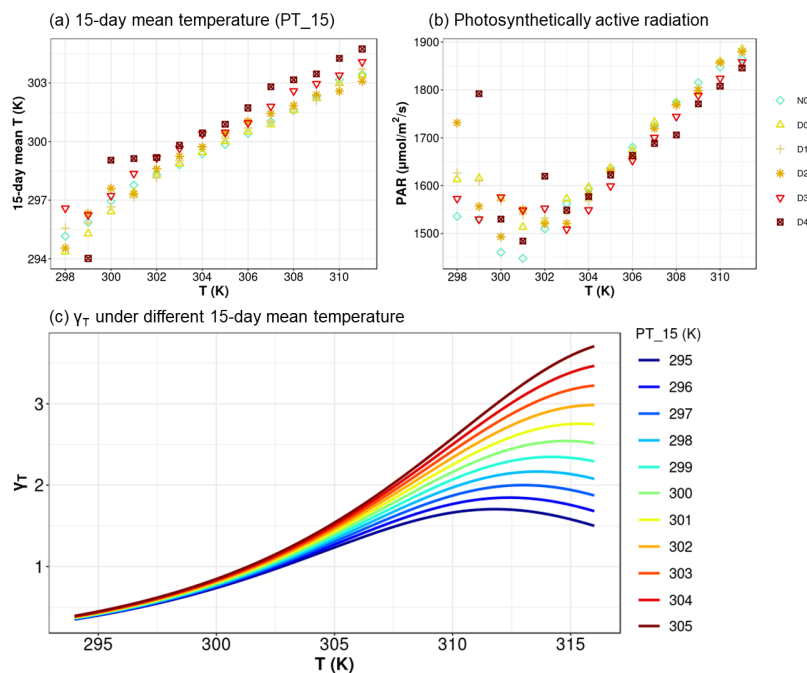 (a) 15-day mean temperature (PT_15)
15-day mean T (K)
303
300
297
294
298
300
302
304
306
308
310
T (K)
(b) Photosynthetically active radiation
PAR (μmol/m²/s)
1900
1800
1700
1600
1500
298
300
302
304
306
308
310
T (K)
N0
D0
D1
D2
D3
D4
(c) γT under different 15-day mean temperature
γT
3
2
1
295
300
305
310
315
T (K)
PT_15 (K)
295
296
297
298
299
300
301
302
303
304
305